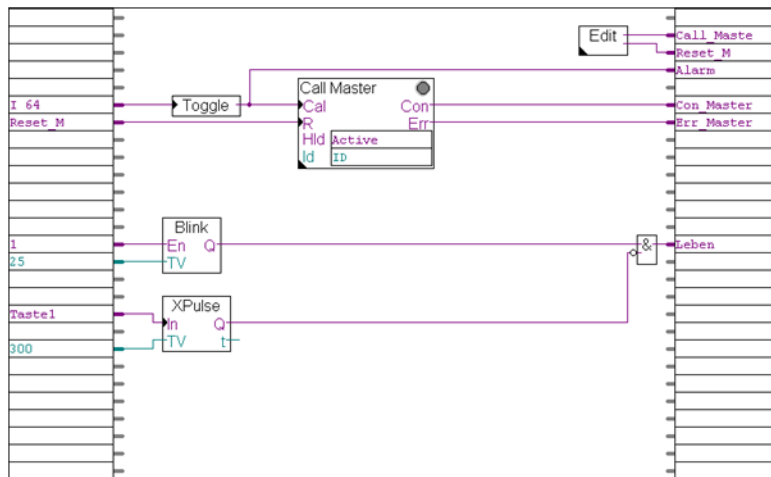 Edit
Call_Maste
Reset_M
Alarm
Call Master
I 64
Toggle
Cal
Con
Con_Master
Reset_M
R
Err
Err_Master
Hld
Active
Id
ID
Blink
1
En
Q
&
Leben
25
TV
XPulse
Taste1
In
Q
300
TV
t